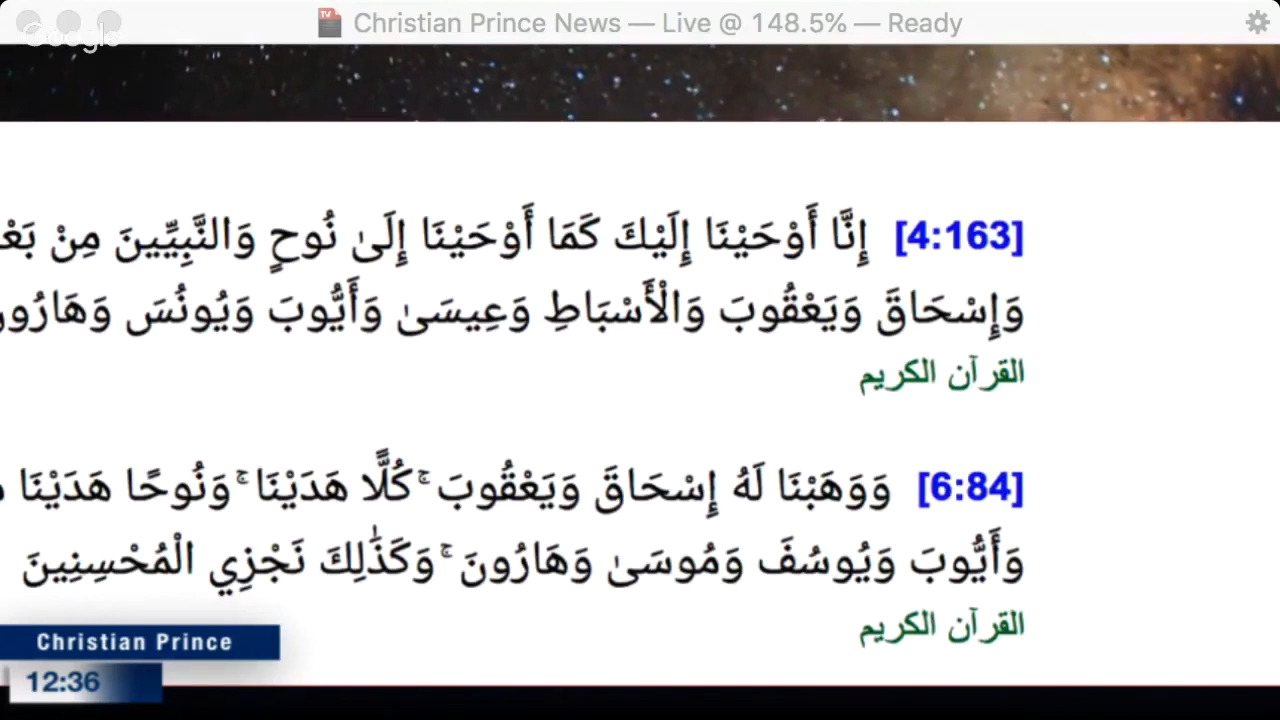 Christian Prince News — Live @ 148.5% — Ready
Google
[4:163] إِنَّا أَوْحَيْنَا إِلَيْكَ كَمَا أَوْحَيْنَا إِلَىٰ نُوحٍ وَالنَّبِيِّينَ مِنْ
وَإِسْحَاقَ وَيَعْقُوبَ وَالْأَسْبَاطِ وَعِيسَىٰ وَأَيُّوبَ وَيُونُسَ
القرآن الكريم
[6:84] وَوَهَبْنَا لَهُ إِسْحَاقَ وَيَعْقُوبَ ۚ كُلًّا هَدَيْنَا ۚ وَنُوحًا هَدَيْنَا
وَأَيُّوبَ وَيُوسُفَ وَمُوسَىٰ وَهَارُونَ ۚ وَكَذَٰلِكَ نَجْزِي الْمُحْسِنِينَ
القرآن الكريم
Christian Prince
12:36